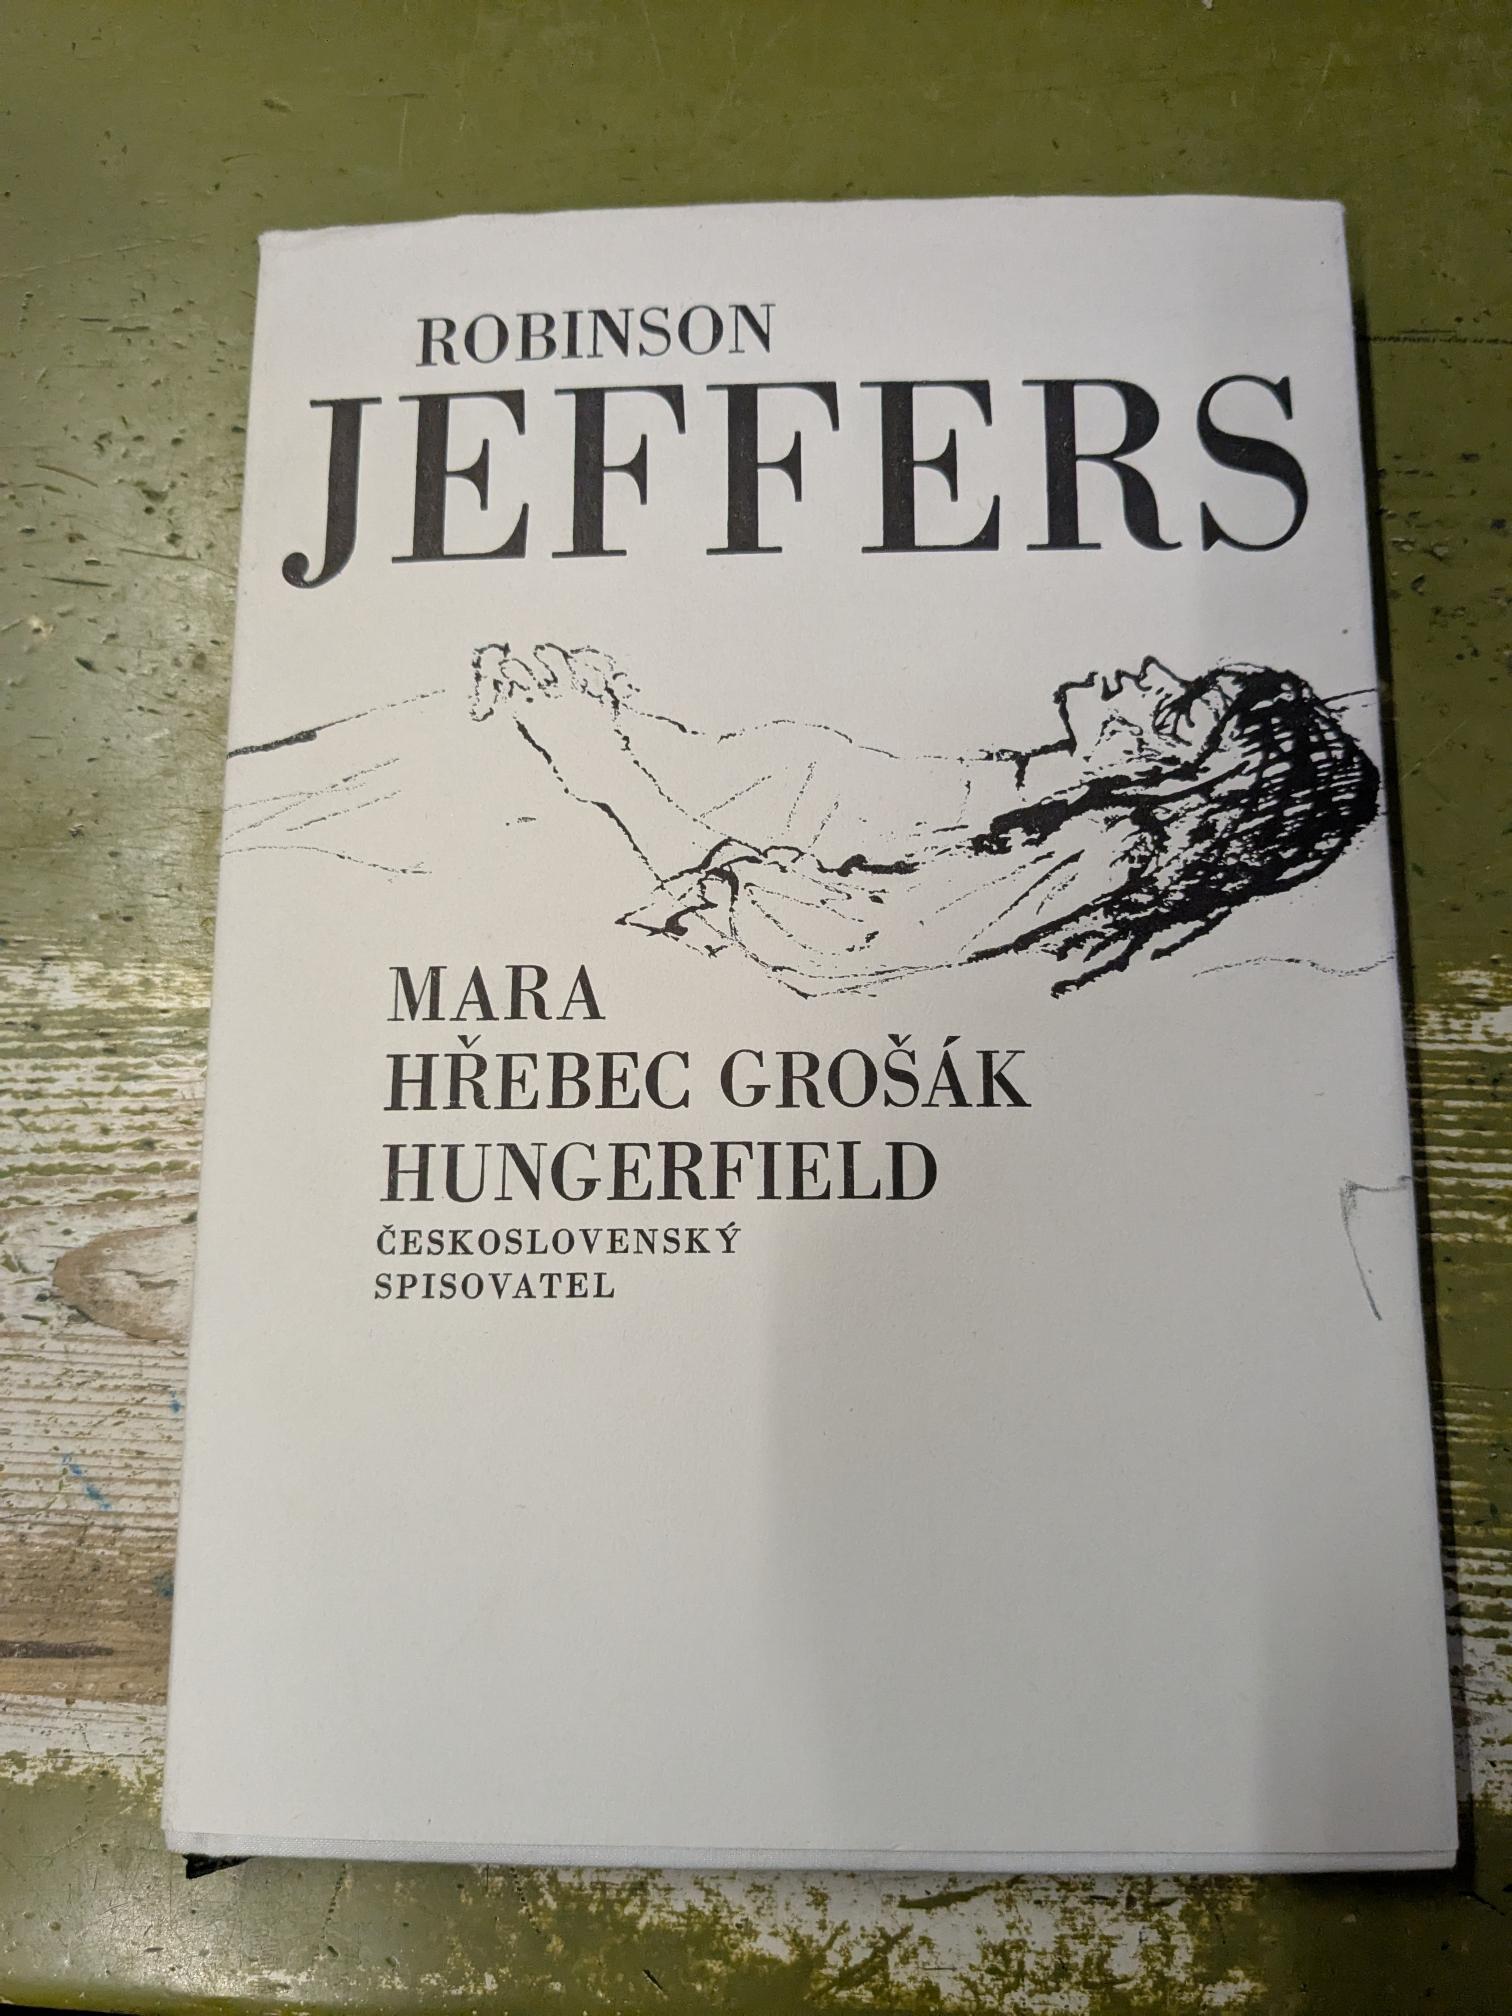 ROBINSON
JEFFERS
MARA
HŘEBEC GROŠÁK
HUNGERFIELD
ČESKOSLOVENSKÝ
SPISOVATEL